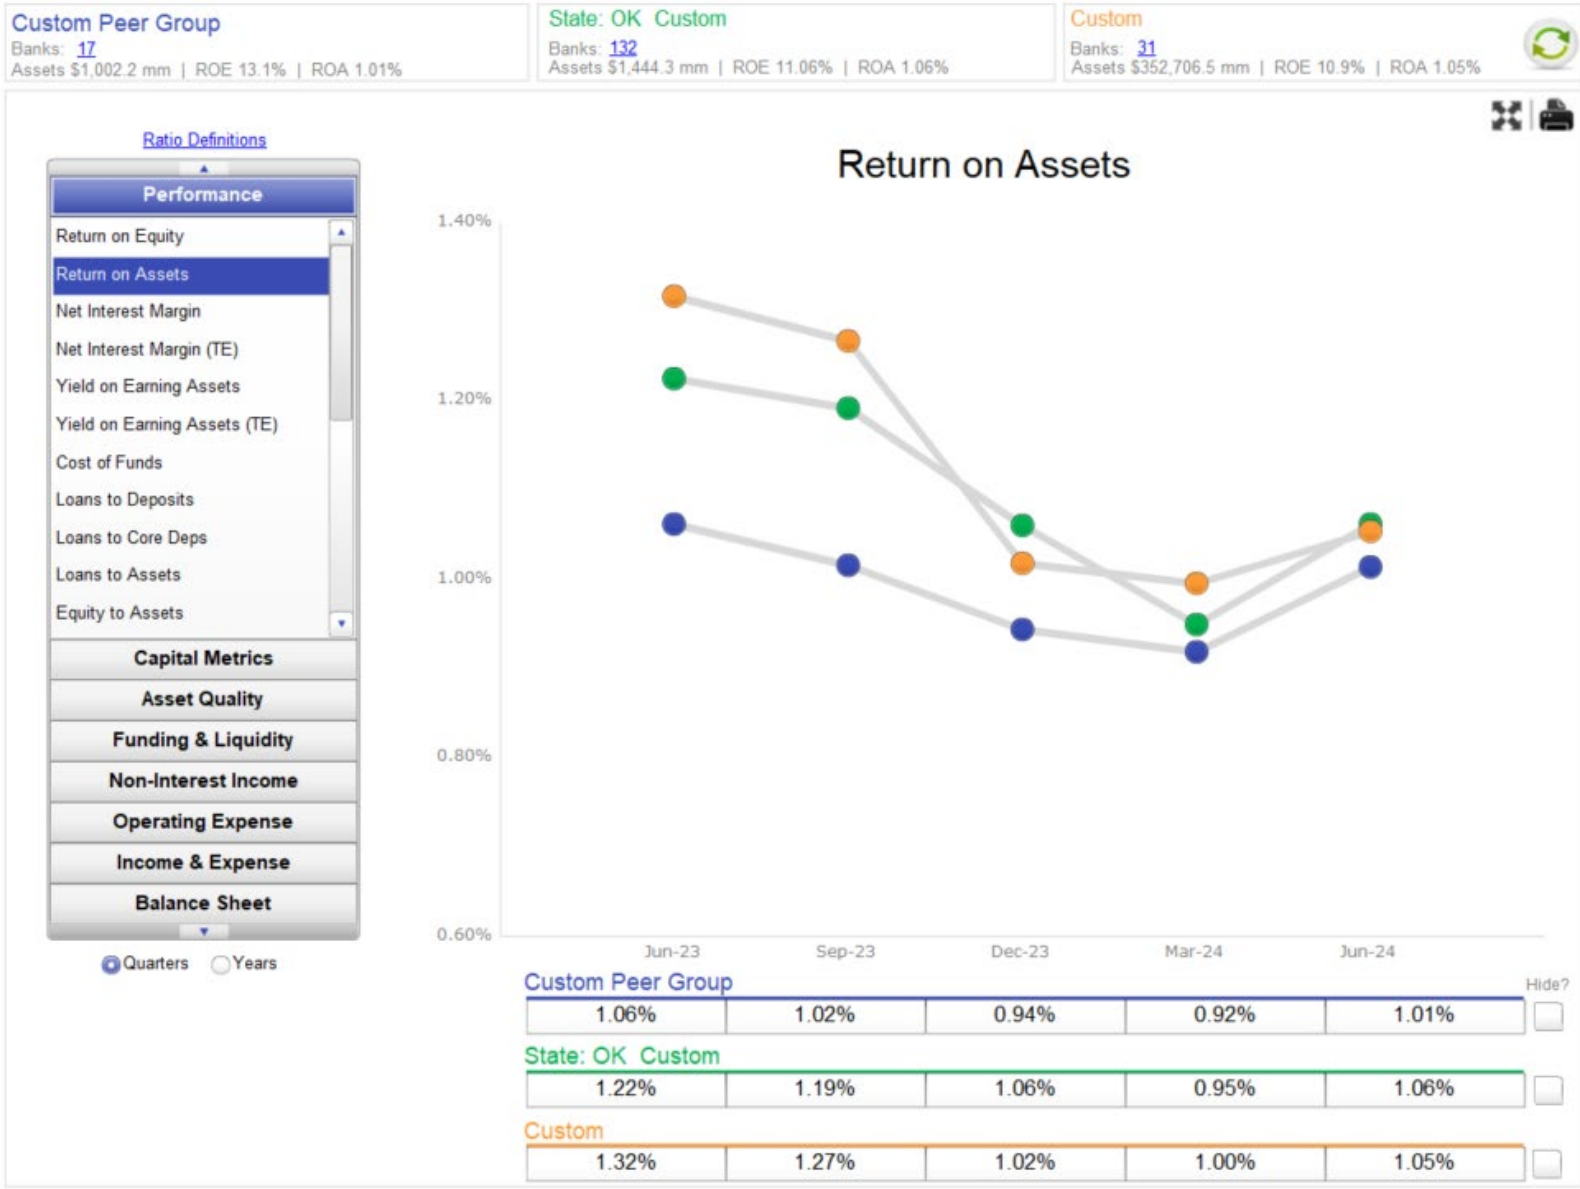 Custom Peer Group
Banks: 17
Assets $1,002.2 mm | ROE 13.1% | ROA 1.01%
State: OK Custom
Banks: 132
Assets $1,444.3 mm | ROE 11.06% | ROA 1.06%
Custom
Banks: 31
Assets $352,706.5 mm | ROE 10.9% | ROA 1.05%
Ratio Definitions
Performance
Return on Equity
Return on Assets
Net Interest Margin
Net Interest Margin (TE)
Yield on Earning Assets
Yield on Earning Assets (TE)
Cost of Funds
Loans to Deposits
Loans to Core Deps
Loans to Assets
Equity to Assets
Capital Metrics
Asset Quality
Funding & Liquidity
Non-Interest Income
Operating Expense
Income & Expense
Balance Sheet
Quarters Years
Return on Assets
1.40%
1.20%
1.00%
0.80%
0.60%
Jun-23 Sep-23 Dec-23 Mar-24 Jun-24
Custom Peer Group Hide?
1.06% 1.02% 0.94% 0.92% 1.01%
State: OK Custom
1.22% 1.19% 1.06% 0.95% 1.06%
Custom
1.32% 1.27% 1.02% 1.00% 1.05%